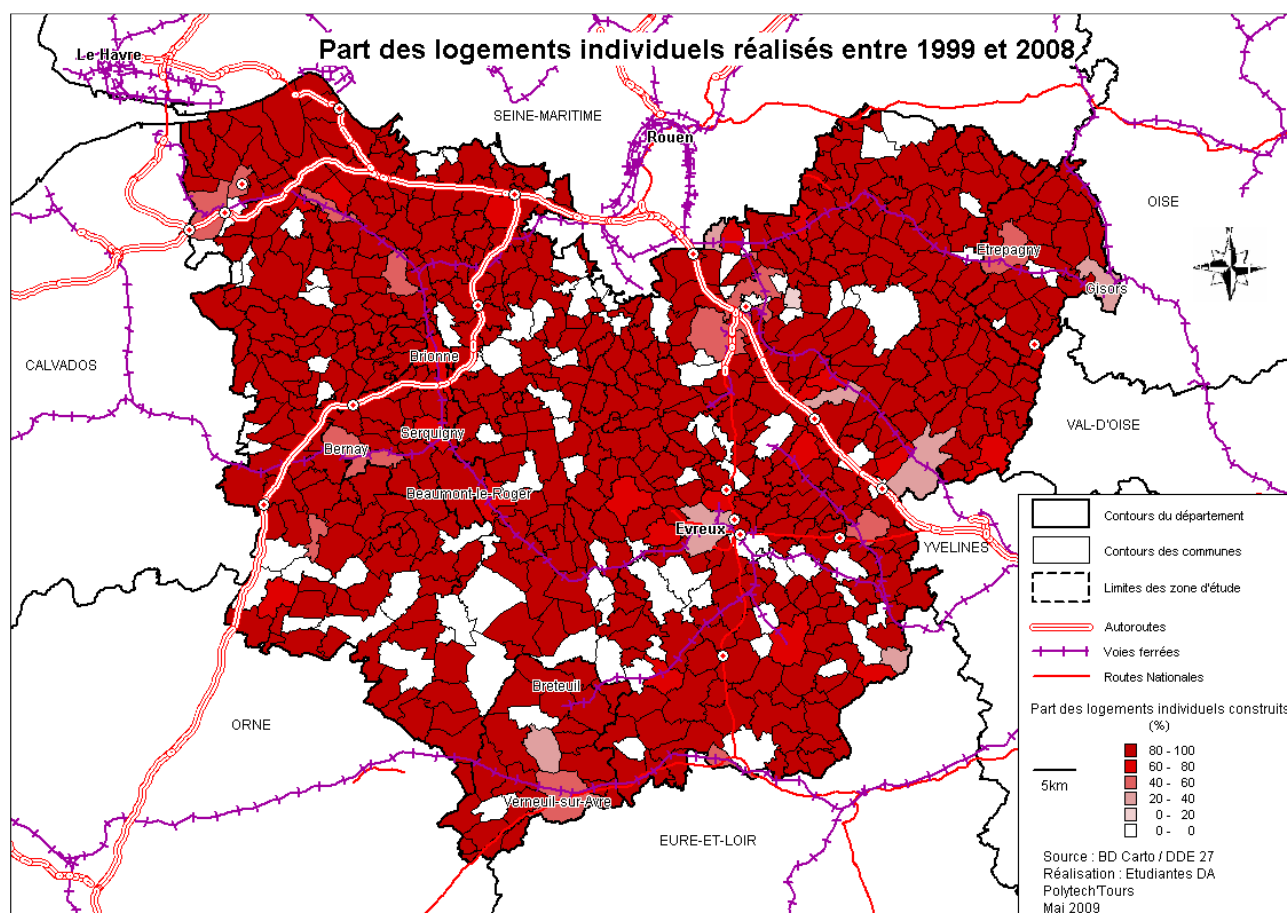 Part des logements individuels réalisés entre 1999 et 2008
Le Hàvre
SEINE-MARITIME
Rouen
OISE
Etrepagny
Gisors
CALVADOS
Brionne
VAL-D'OISE
Serquigny
Bernay
Beaumont-le-Roger
Evreux
YVELINES
Breteuil
ORNE
Verneuil-sur-Avre
EURE-ET-LOIR
Contours du département
Contours des communes
Limites des zone d'étude
Autoroutes
Voies ferrées
Routes Nationales
Part des logements individuels construits
(%)
80 - 100
60 - 80
40 - 60
20 - 40
0 - 20
0 - 0
5km
Source : BD Carto / DDE 27
Réalisation : Etudiantes DA
Polytech'Tours
Mai 2009